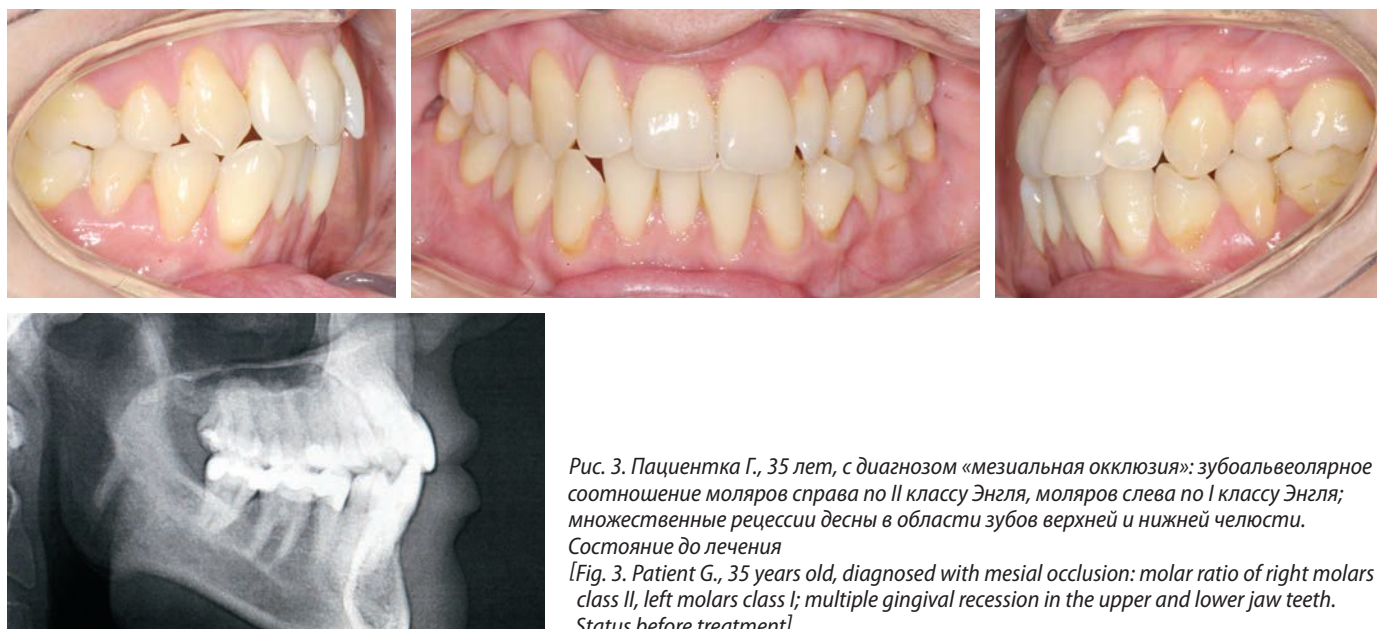 Рис. 3. Пациентка Г., 35 лет, с диагнозом «мезиальная окклюзия»: зубоальвеолярное
соотношение моляров справа по II классу Энгля, моляров слева по I классу Энгля;
множественные рецессии десны в области зубов верхней и нижней челюсти.
Состояние до лечения
[Fig. 3. Patient G., 35 years old, diagnosed with mesial occlusion: molar ratio of right molars
class II, left molars class I; multiple gingival recession in the upper and lower jaw teeth.
Status before treatment]